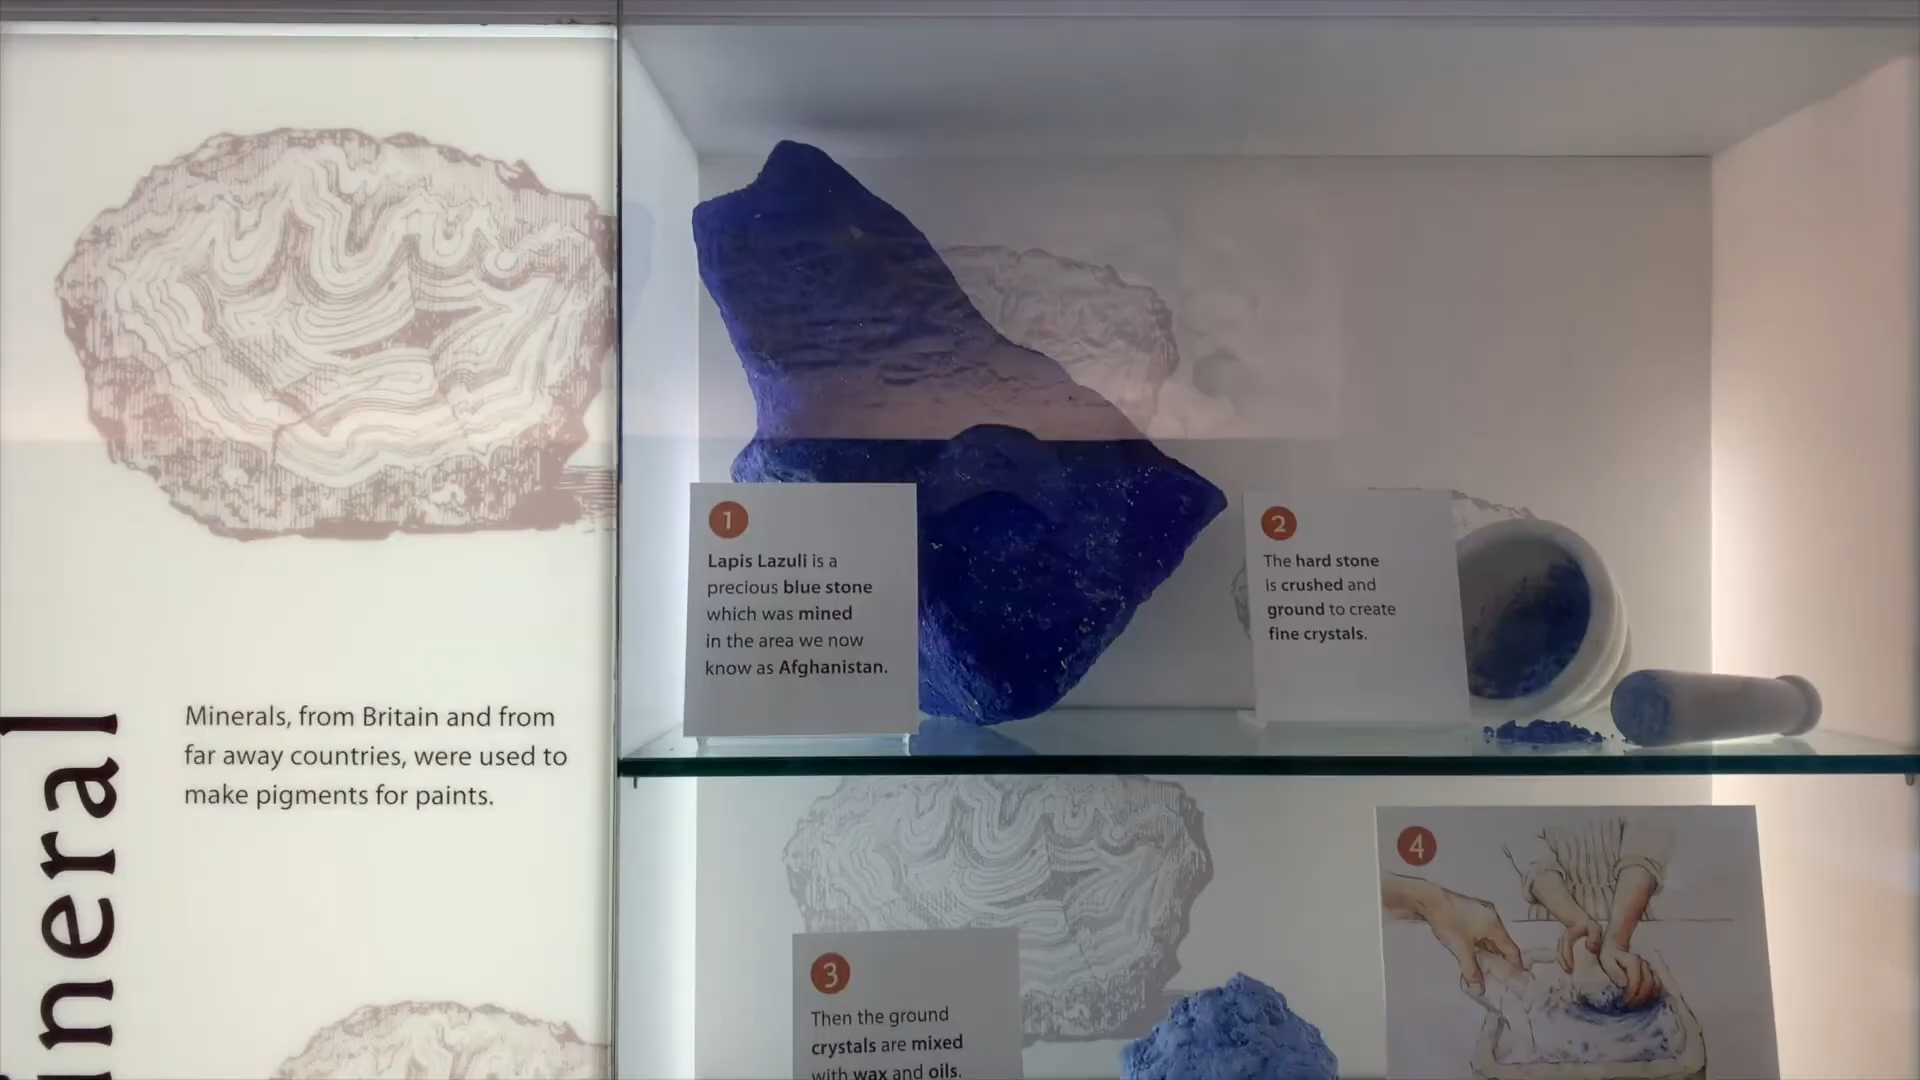 ineral
Minerals, from Britain and from
far away countries, were used to
make pigments for paints.
1
Lapis Lazuli is a
precious blue stone
which was mined
in the area we now
know as Afghanistan.
2
The hard stone
is crushed and
ground to create
fine crystals.
3
Then the ground
crystals are mixed
with wax and oils.
4